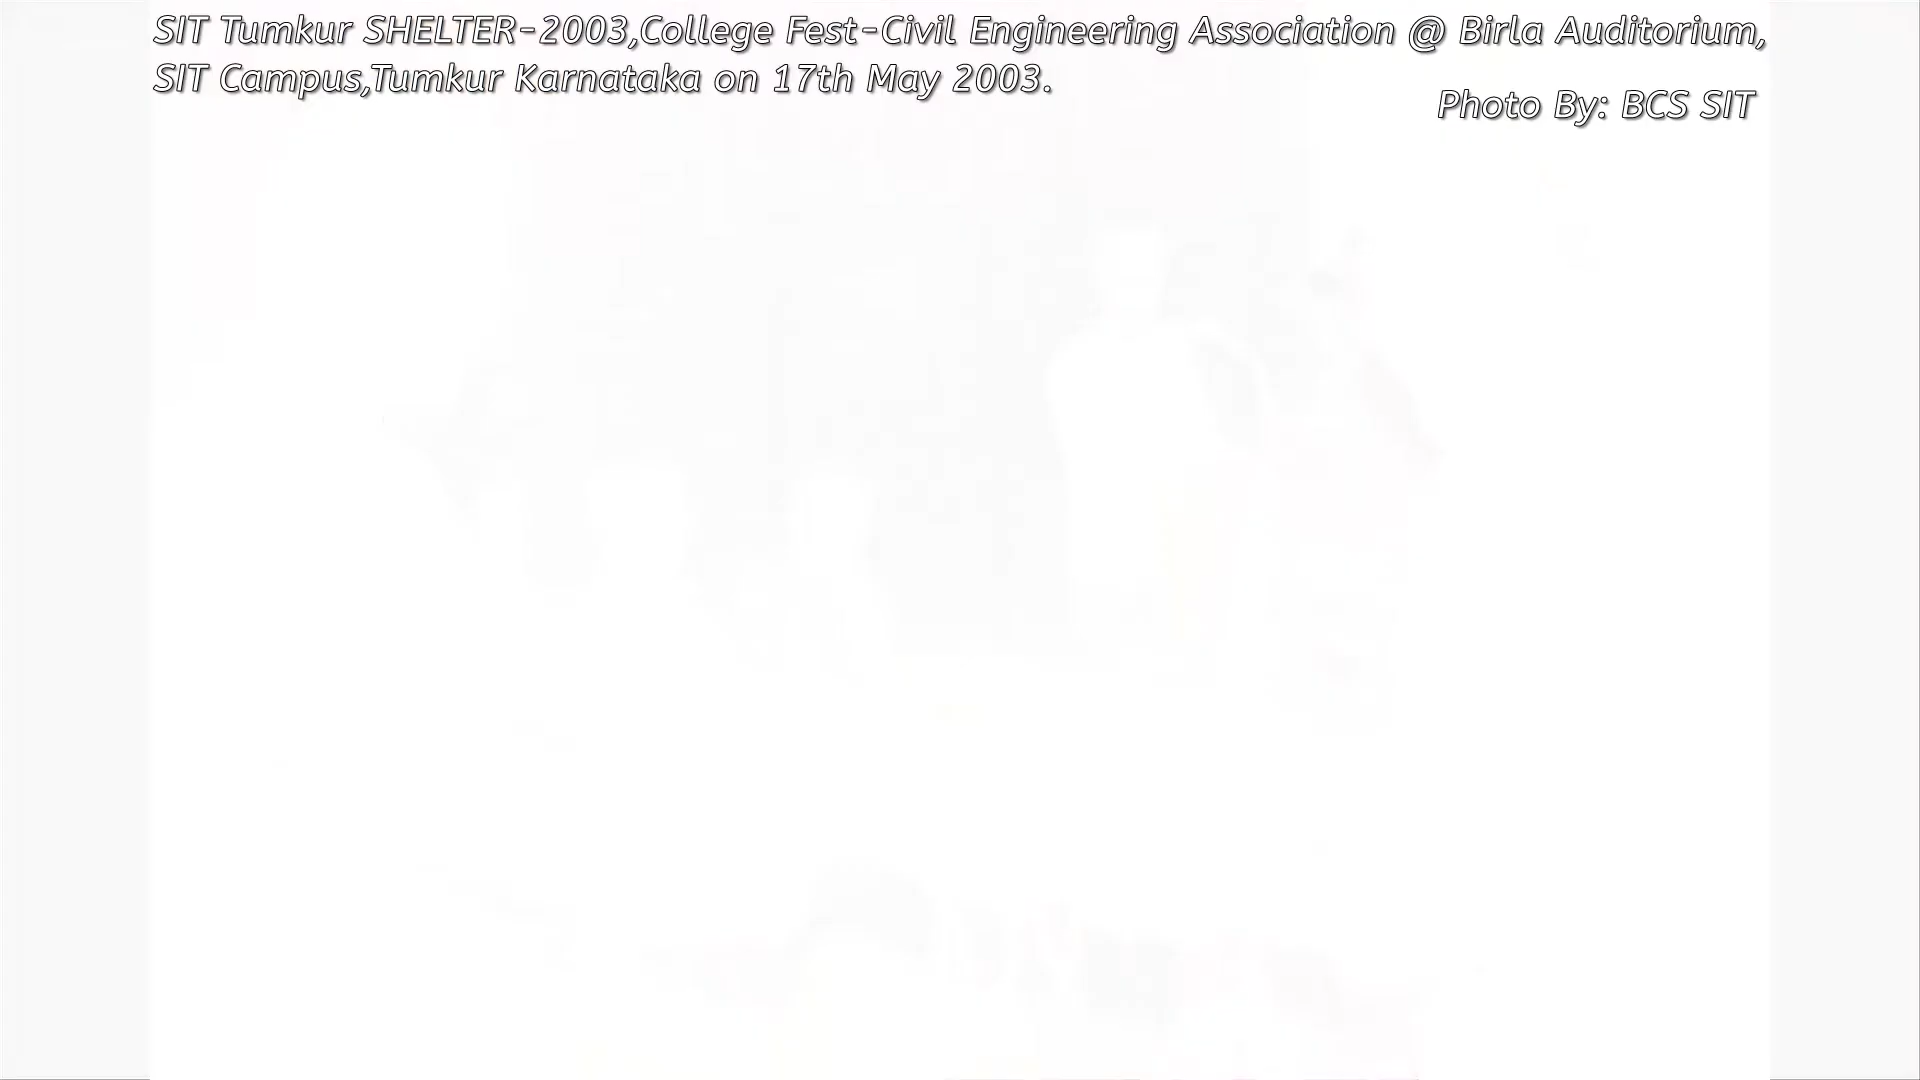 SIT Tumkur SHELTER-2003,College Fest-Civil Engineering Association @ Birla Auditorium,
SIT Campus,Tumkur Karnataka on 17th May 2003.
Photo By: BCS SIT